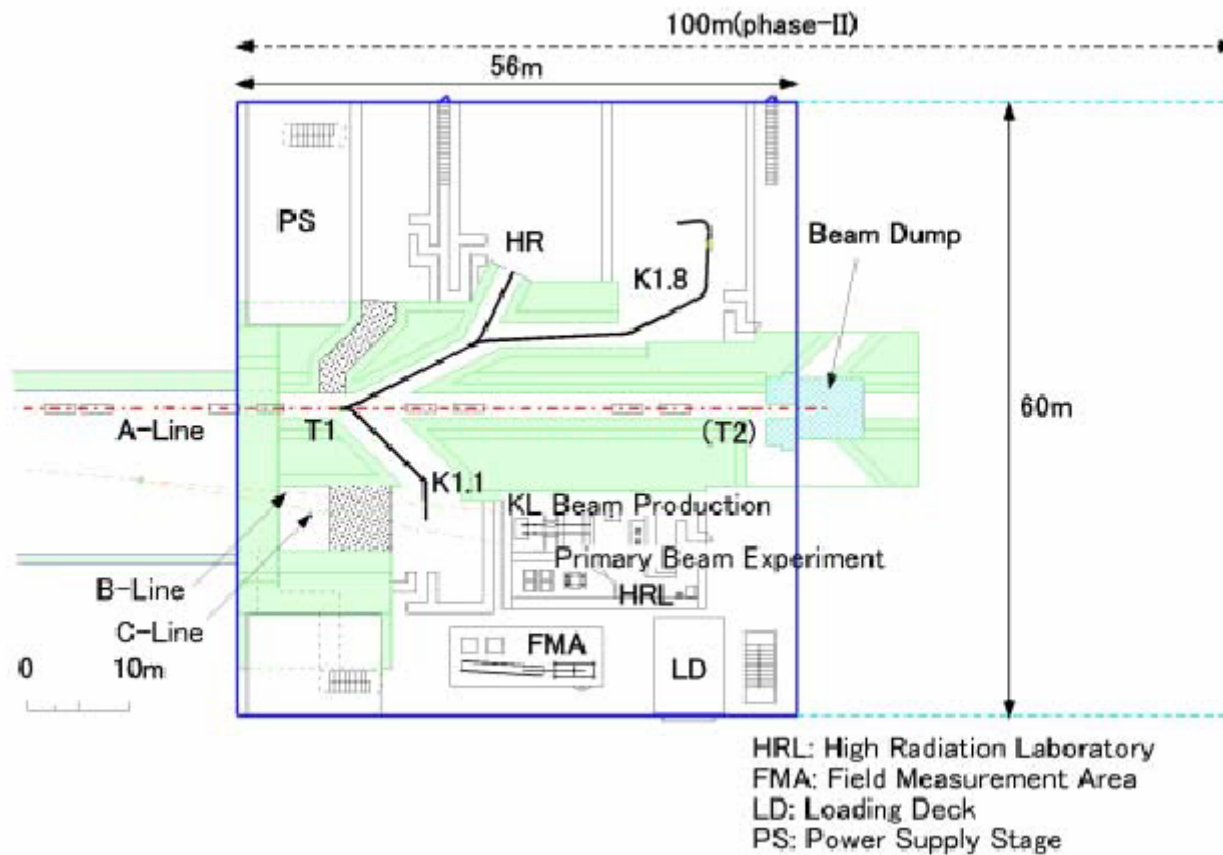 100m(phase-II)
56m
PS
HR
K1.8
Beam Dump
A-Line
T1
(T2)
60m
K1.1
KL Beam Production
Primary Beam Experiment
B-Line
HRL
C-Line
FMA
LD
0 10m
HRL: High Radiation Laboratory
FMA: Field Measurement Area
LD: Loading Deck
PS: Power Supply Stage